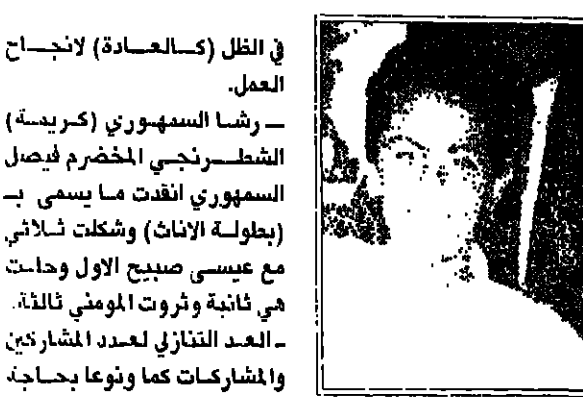 في الظل (كالعادة) لانجاح
العمل.
ـ رشا السمهوري (كريمة)
الشطرنجي المخضرم فيصل
السمهوري انقدت ما يسمى بـ
(بطولة الاناث) وشكلت ثلاثي
مع عيسى صبيح الاول وحلت
هي ثانية وثروت المومني ثالثة.
ـ العد التنازلي لعدد المشاركين
والمشاركات كما ونوعا بحاجة